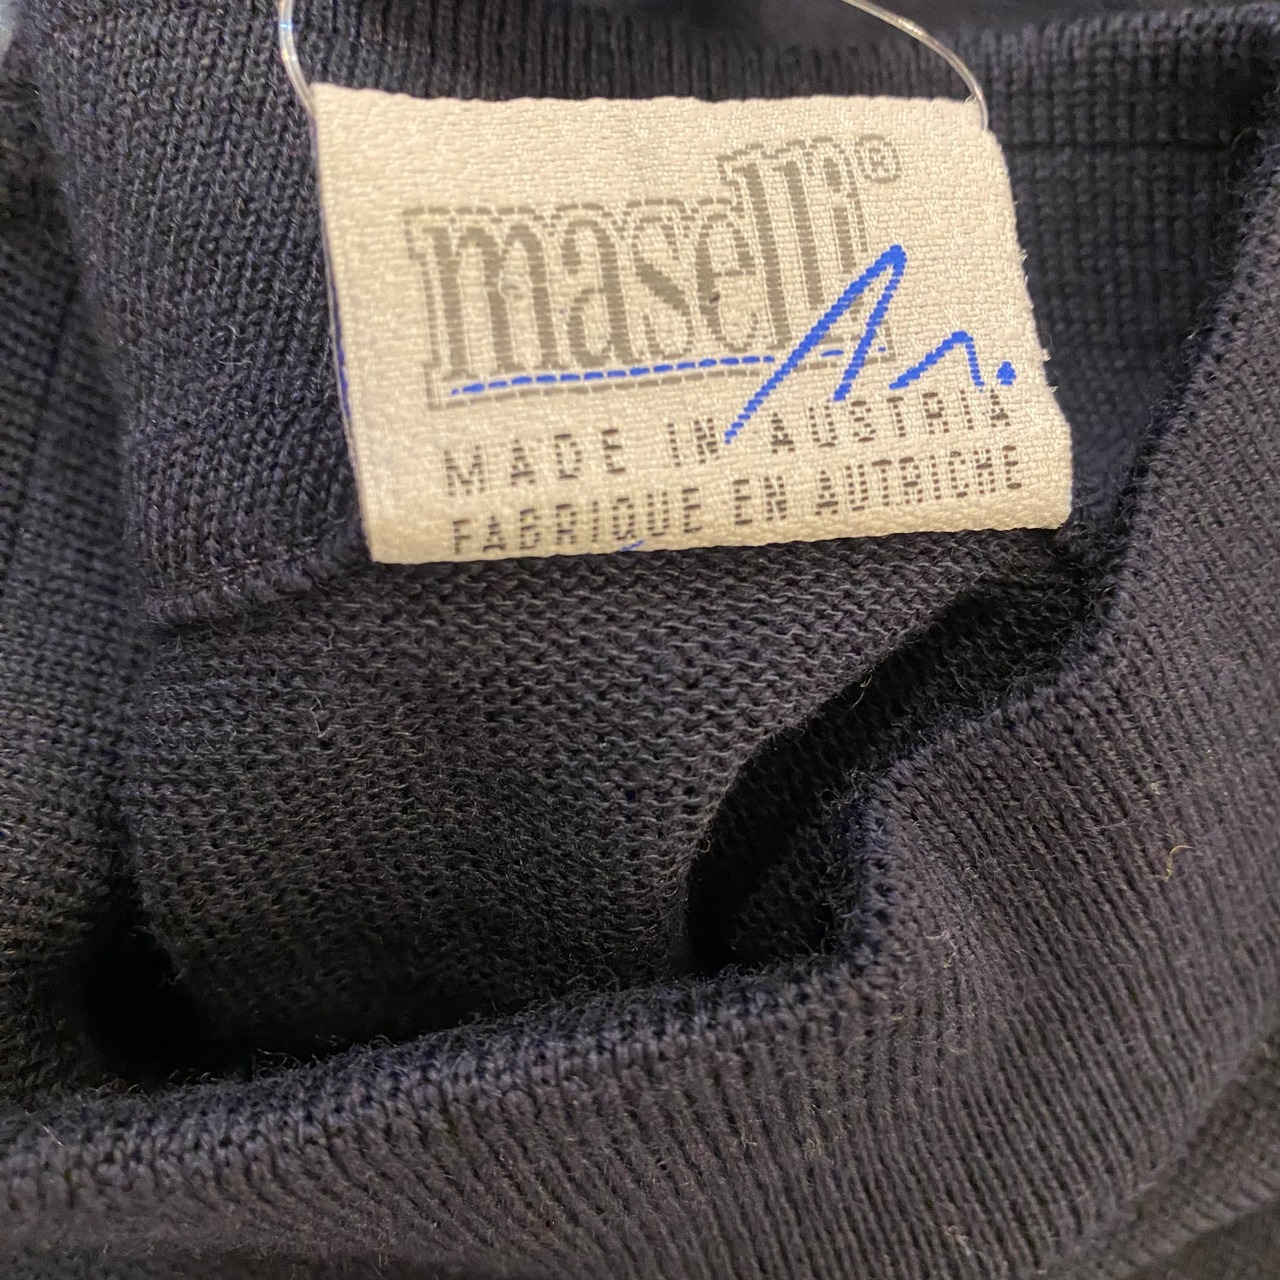 maselli®
MADE IN AUSTRIA
FABRIQUE EN AUTRICHE